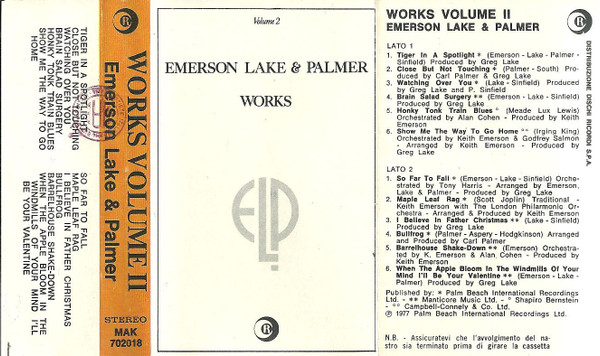 TIGER IN A SPOTLIGHT
CLOSE BUT NOT TOUCHING
WATCHING OVER YOU
BRAIN SALAD SURGERY
HONKY TONK TRAIN BLUES
SHOW ME THE WAY TO GO
HOME
SO FAR TO FALL
MAPLE LEAF RAG
I BELIEVE IN FATHER CHRISTMAS
BULLFROG
BARRELHOUSE SHAKE-DOWN
WHEN THE APPLE BLOOM IN THE
WINDMILLS OF YOUR MIND I'LL
BE YOUR VALENTINE
R
WORKS VOLUME II
Emerson Lake & Palmer
STEREO
MAK
702018
Volume 2
EMERSON LAKE & PALMER
WORKS
ELP
R
R
WORKS VOLUME II
EMERSON LAKE & PALMER
LATO 1
1. Tiger In A Spotlight * (Emerson - Lake - Palmer -
Sinfield) Produced by Greg Lake
2. Close But Not Touching * (Palmer - South) Pro-
duced by Carl Palmer & Greg Lake
3. Watching Over You * (Lake - Sinfield) Produced
by Greg Lake and P. Sinfield
4. Brain Salad Surgery ** (Emerson - Lake - Sinfield)
Produced by Greg Lake
5. Honky Tonk Train Blues ° (Meade Lux Lewis)
Orchestrated by Alan Cohen - Produced by Keith
Emerson
6. Show Me The Way To Go Home °° (Irging King)
Orchestrated by Keith Emerson & Godfrey Salmon
- Arranged by Keith Emerson - Produced by
Greg Lake
LATO 2
1. So Far To Fall * (Emerson - Lake - Sinfield) Orche-
strated by Tony Harris - Arranged by Emerson,
Lake & Palmer - Produced by Greg Lake
2. Maple Leaf Rag * (Scott Joplin) Traditional -
Keith Emerson with The London Philharmonic Or-
chestra - Arranged & Produced by Keith Emerson
3. I Believe In Father Christmas ** (Lake - Sinfield)
Produced by Greg Lake
4. Bullfrog * (Palmer - Aspery - Hodgkinson) Arranged
and Produced by Carl Palmer
5. Barrelhouse Shake-Down ** (Emerson) Orchestra-
ted by K. Emerson & Alan Cohen - Produced by
Keith Emerson
6. When The Apple Bloom In The Windmills Of Your
Mind I'll Be Your Valentine ** (Emerson - Lake -
Palmer) Produced by Greg Lake
Published by: * Palm Beach International Recordings
Ltd. - ** Manticore Music Ltd. - ° Shapiro Bernstein
- °° Campbell-Connely & Co. Ltd.
℗ 1977 Palm Beach International Recordings Ltd.
N.B. - Assicuratevi che l'avvolgimento del na-
stro sia terminato prima di girare la cassetta
DISTRIBUZIONE DISCHI RICORDI S.P.A.